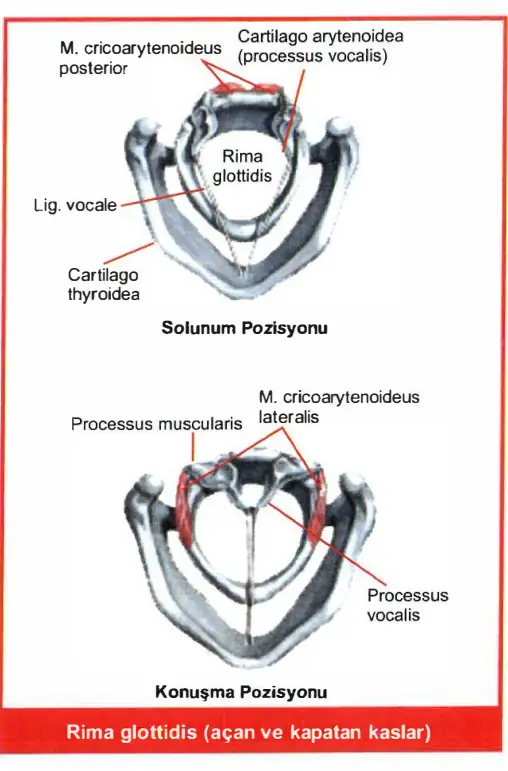 M. cricoarytenoideus
posterior
Cartilago arytenoidea
(processus vocalis)
Rima
glottidis
Lig. vocale
Cartilago
thyroidea
Solunum Pozisyonu
M. cricoarytenoideus
lateralis
Processus muscularis
Processus
vocalis
Konuşma Pozisyonu
Rima glottidis (açan ve kapatan kaslar)